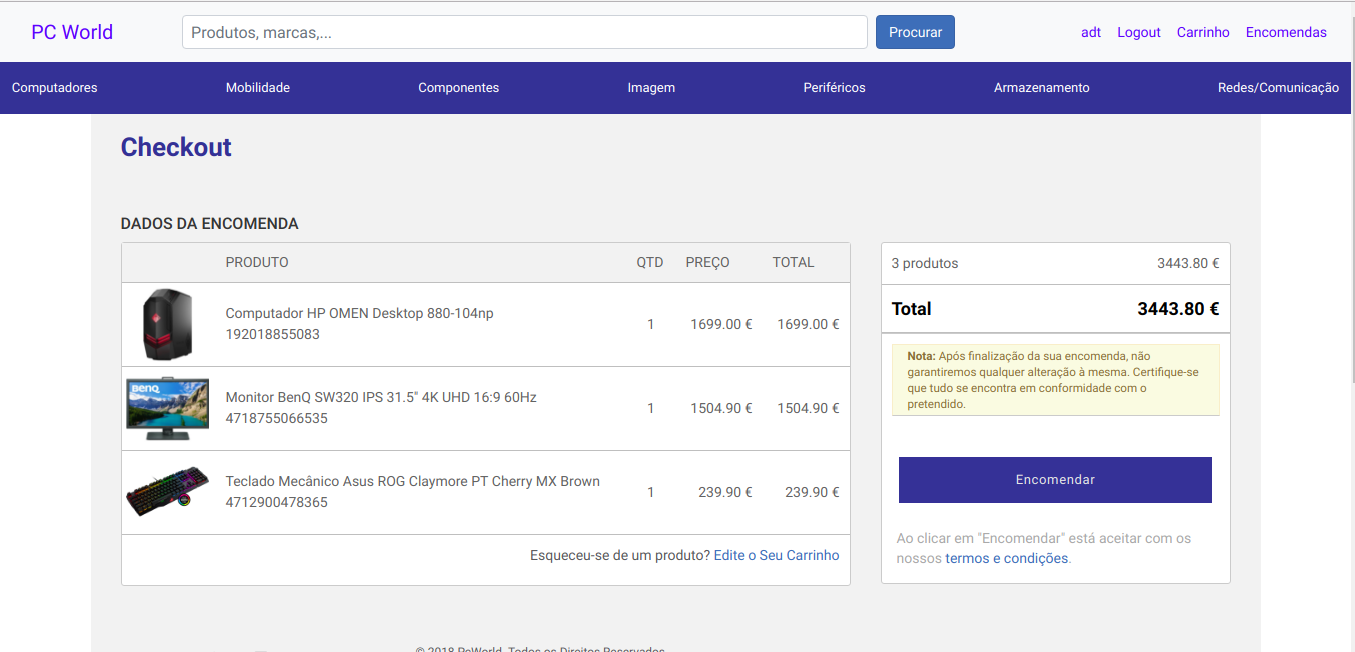 PC World
Produtos, marcas,...
Procurar
adt
Logout
Carrinho
Encomendas
Computadores
Mobilidade
Componentes
Imagem
Periféricos
Armazenamento
Redes/Comunicação
Checkout
DADOS DA ENCOMENDA
PRODUTO QTD PREÇO TOTAL
Computador HP OMEN Desktop 880-104np
192018855083
1 1699.00 € 1699.00 €
BenQ
Monitor BenQ SW320 IPS 31.5" 4K UHD 16:9 60Hz
4718755066535
1 1504.90 € 1504.90 €
Teclado Mecânico Asus ROG Claymore PT Cherry MX Brown
4712900478365
1 239.90 € 239.90 €
Esqueceu-se de um produto? Edite o Seu Carrinho
3 produtos 3443.80 €
Total 3443.80 €
Nota: Após finalização da sua encomenda, não
garantiremos qualquer alteração à mesma. Certifique-se
que tudo se encontra em conformidade com o
pretendido.
Encomendar
Ao clicar em "Encomendar" está aceitar com os
nossos termos e condições.
© 2018 PcWorld. Todos os Direitos Reservados